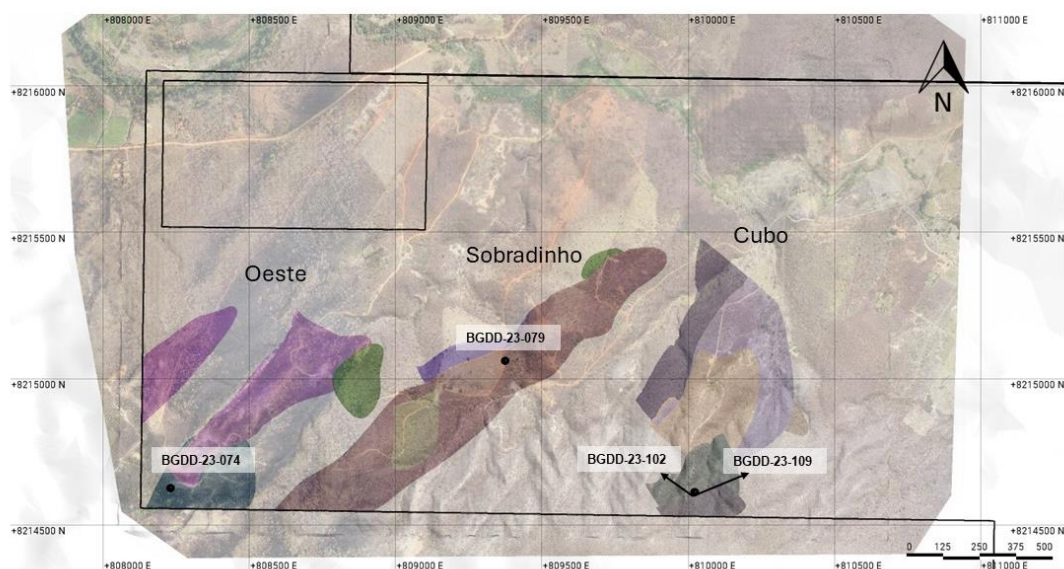 +808000 E +808500 E +809000 E +809500 E +810000 E +810500 E +811000 E
N
+8216000 N +8216000 N
+8215500 N +8215500 N
Cubo
Sobradinho
Oeste
BGDD-23-079
+8215000 N +8215000 N
BGDD-23-074
BGDD-23-102
BGDD-23-109
+8214500 N +8214500 N
0 125 250 375 500
+808000 E +808500 E +809000 E +809500 E +810000 E +810500 E +811000 E